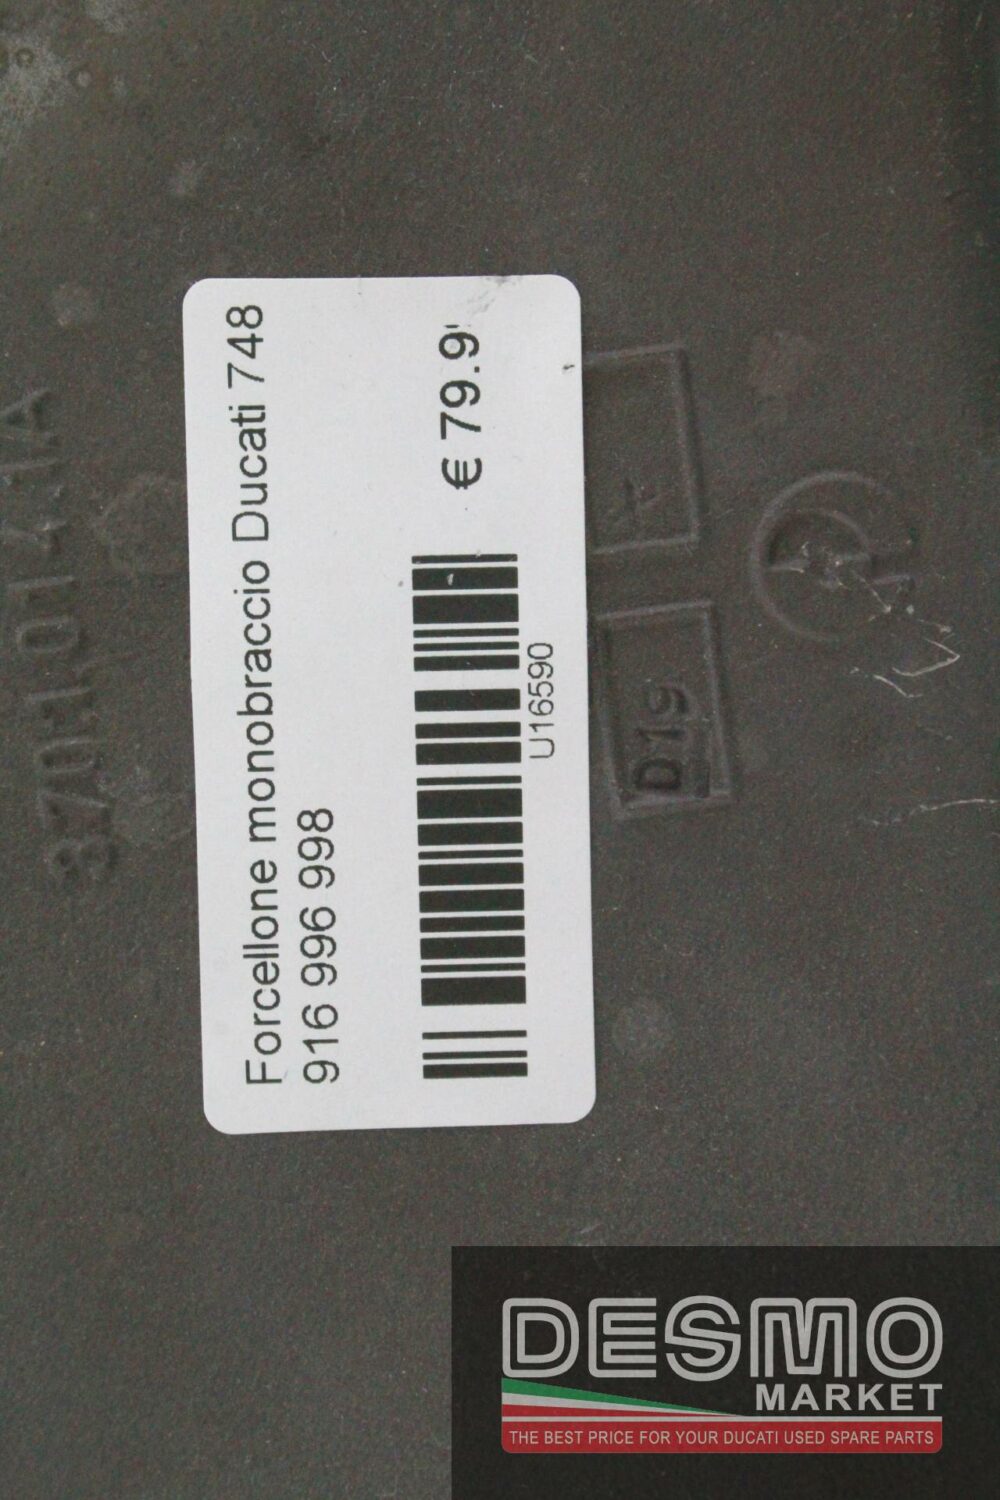 Forcellone monobraccio Ducati 748
916 996 998
€ 79.9
U16590
D19
DESMO
MARKET
THE BEST PRICE FOR YOUR DUCATI USED SPARE PARTS